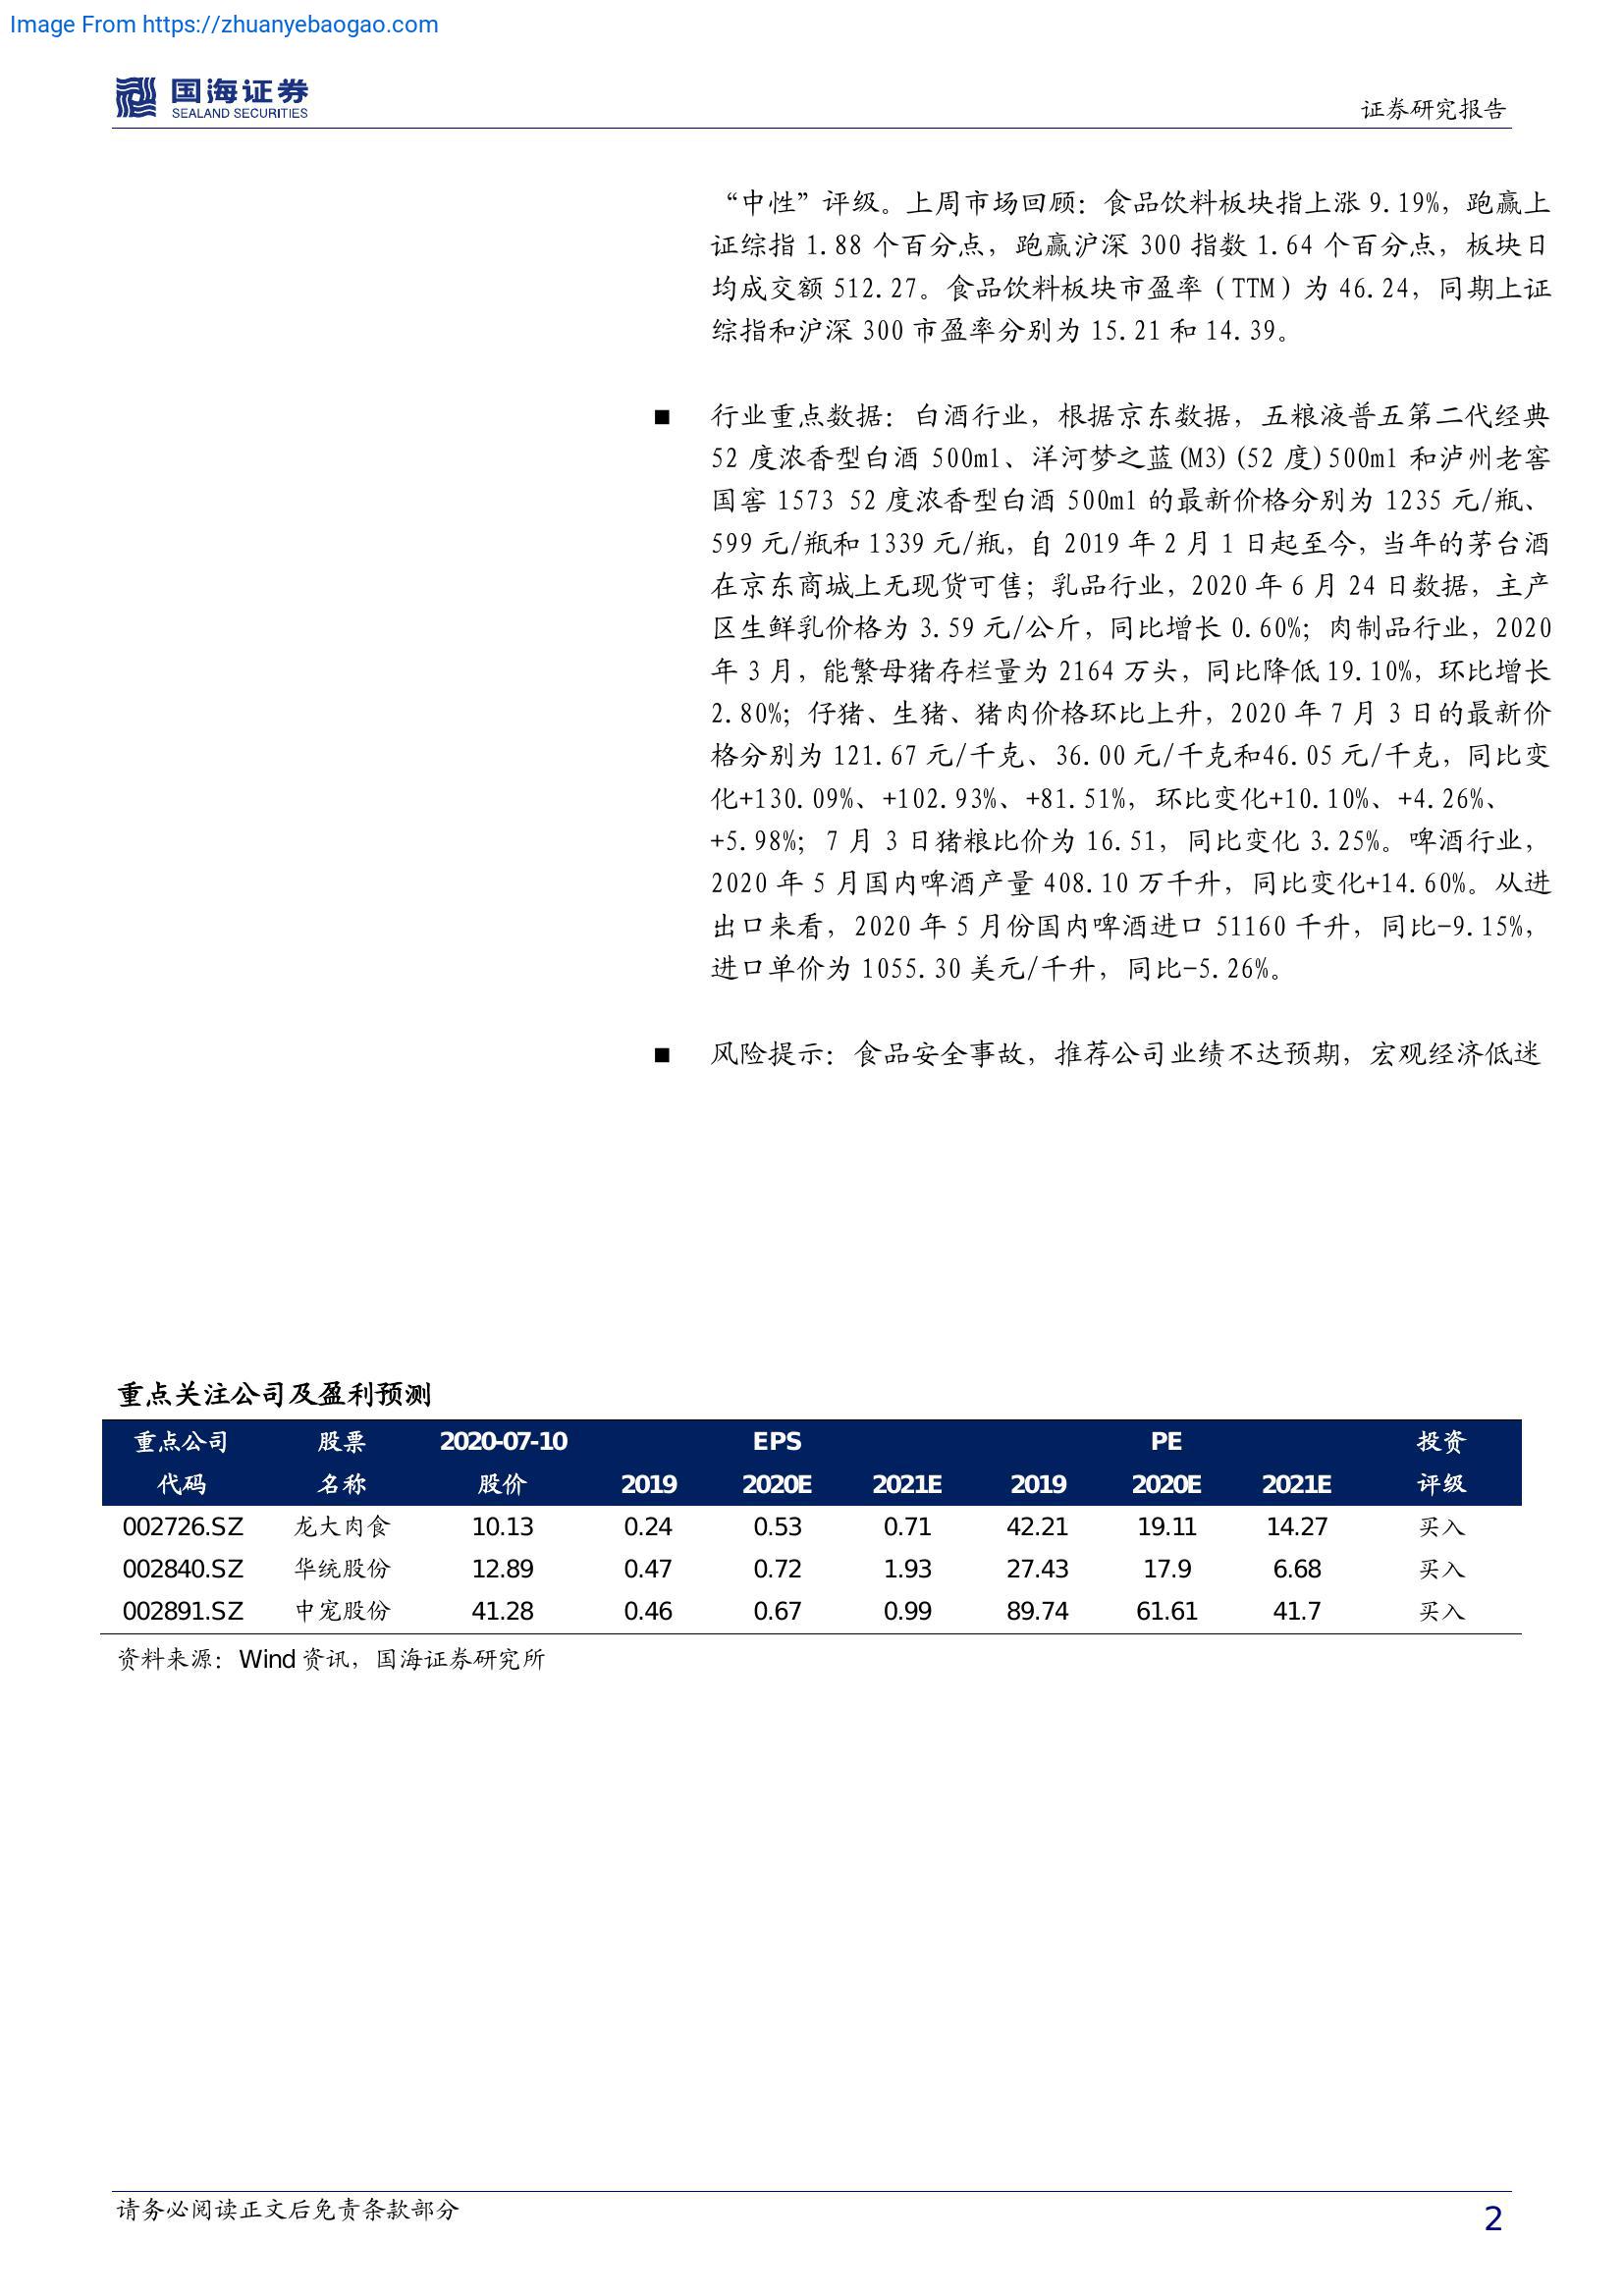 Image From https://zhuanyebaogao.com
国海证券
SEALAND SECURITIES
证券研究报告
“中性”评级。上周市场回顾：食品饮料板块指上涨 9.19%，跑赢上
证综指 1.88 个百分点，跑赢沪深 300 指数 1.64 个百分点，板块日
均成交额 512.27。食品饮料板块市盈率（TTM）为 46.24，同期上证
综指和沪深 300 市盈率分别为 15.21 和 14.39。
■ 行业重点数据：白酒行业，根据京东数据，五粮液普五第二代经典
52 度浓香型白酒 500ml、洋河梦之蓝(M3)(52 度)500ml 和泸州老窖
国窖 1573 52 度浓香型白酒 500ml 的最新价格分别为 1235 元/瓶、
599 元/瓶和 1339 元/瓶，自 2019 年 2 月 1 日起至今，当年的茅台酒
在京东商城上无现货可售；乳品行业，2020 年 6 月 24 日数据，主产
区生鲜乳价格为 3.59 元/公斤，同比增长 0.60%；肉制品行业，2020
年 3 月，能繁母猪存栏量为 2164 万头，同比降低 19.10%，环比增长
2.80%；仔猪、生猪、猪肉价格环比上升，2020 年 7 月 3 日的最新价
格分别为 121.67 元/千克、36.00 元/千克和46.05 元/千克，同比变
化+130.09%、+102.93%、+81.51%，环比变化+10.10%、+4.26%、
+5.98%；7 月 3 日猪粮比价为 16.51，同比变化 3.25%。啤酒行业，
2020 年 5 月国内啤酒产量 408.10 万千升，同比变化+14.60%。从进
出口来看，2020 年 5 月份国内啤酒进口 51160 千升，同比-9.15%，
进口单价为 1055.30 美元/千升，同比-5.26%。
■ 风险提示：食品安全事故，推荐公司业绩不达预期，宏观经济低迷
重点关注公司及盈利预测
重点公司 股票 2020-07-10 EPS PE 投资
代码 名称 股价 2019 2020E 2021E 2019 2020E 2021E 评级
002726.SZ 龙大肉食 10.13 0.24 0.53 0.71 42.21 19.11 14.27 买入
002840.SZ 华统股份 12.89 0.47 0.72 1.93 27.43 17.9 6.68 买入
002891.SZ 中宠股份 41.28 0.46 0.67 0.99 89.74 61.61 41.7 买入
资料来源：Wind 资讯，国海证券研究所
请务必阅读正文后免责条款部分
2